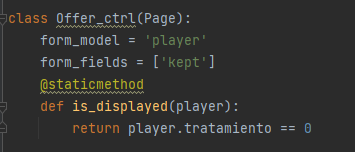 class Offer_ctrl(Page):
    form_model = 'player'
    form_fields = ['kept']
    @staticmethod
    def is_displayed(player):
        return player.tratamiento == 0